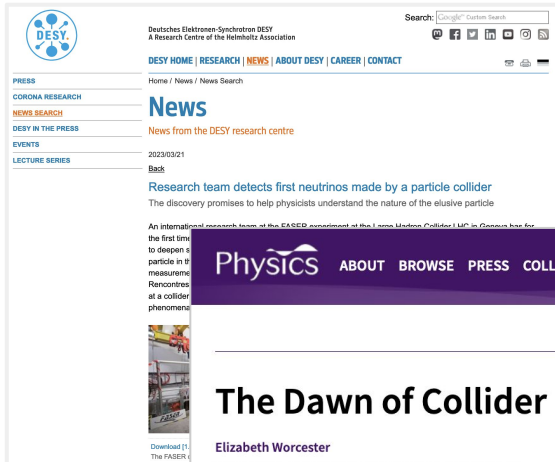 DESY.
Deutsches Elektronen-Synchrotron DESY
A Research Centre of the Helmholtz Association
Search: Google Custom Search
DESY HOME | RESEARCH | NEWS | ABOUT DESY | CAREER | CONTACT
PRESS
CORONA RESEARCH
NEWS SEARCH
DESY IN THE PRESS
EVENTS
LECTURE SERIES
Home / News / News Search
News
News from the DESY research centre
2023/03/21
Back
Research team detects first neutrinos made by a particle collider
The discovery promises to help physicists understand the nature of the elusive particle
An international research team at the FASER experiment at the Large Hadron Collider LHC in Geneva has for
the first time
to deepen s
particle in th
measureme
Rencontres
at a collider
phenomena
FASER
Download [1.
The FASER
Physics ABOUT BROWSE PRESS COLL
The Dawn of Collider
Elizabeth Worcester